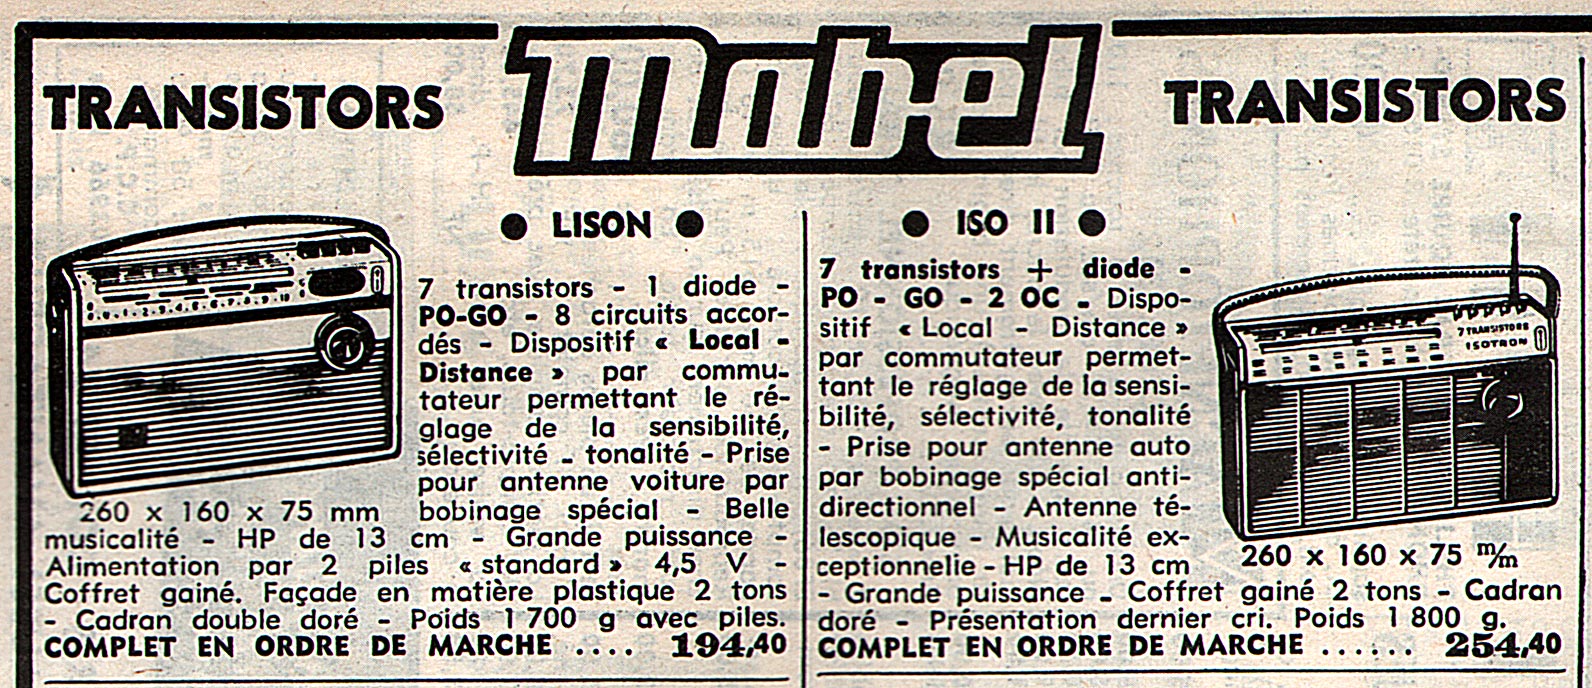 TRANSISTORS
Mabel
TRANSISTORS
● LISON ●
7 transistors - 1 diode -
PO-GO - 8 circuits accor-
dés - Dispositif « Local -
Distance » par commu-
tateur permettant le ré-
glage de la sensibilité,
sélectivité - tonalité - Prise
pour antenne voiture par
260 x 160 x 75 mm
bobinage spécial - Belle
musicalité - HP de 13 cm - Grande puissance -
Alimentation par 2 piles « standard » 4,5 V -
Coffret gainé. Façade en matière plastique 2 tons
- Cadran double doré - Poids 1 700 g avec piles.
COMPLET EN ORDRE DE MARCHE .... 194,40
● ISO II ●
7 transistors + diode -
PO - GO - 2 OC - Dispo-
sitif « Local - Distance »
par commutateur permet-
tant le réglage de la sensi-
bilité, sélectivité, tonalité
- Prise pour antenne auto
par bobinage spécial anti-
directionnel - Antenne té-
lescopique - Musicalité ex-
ceptionnelie - HP de 13 cm
7 TRANSISTORS
ISOTRON
260 x 160 x 75 m/m
- Grande puissance - Coffret gainé 2 tons - Cadran
doré - Présentation dernier cri. Poids 1 800 g.
COMPLET EN ORDRE DE MARCHE ...... 254,40